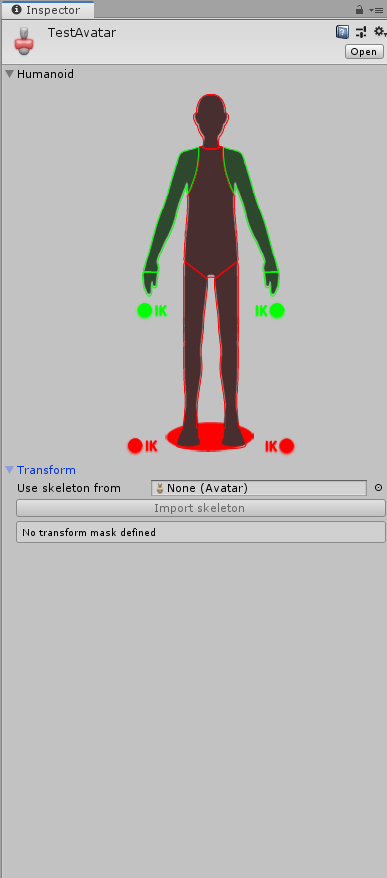 Inspector
TestAvatar
Open
Humanoid
IK IK
IK IK
Transform
Use skeleton from None (Avatar)
Import skeleton
No transform mask defined